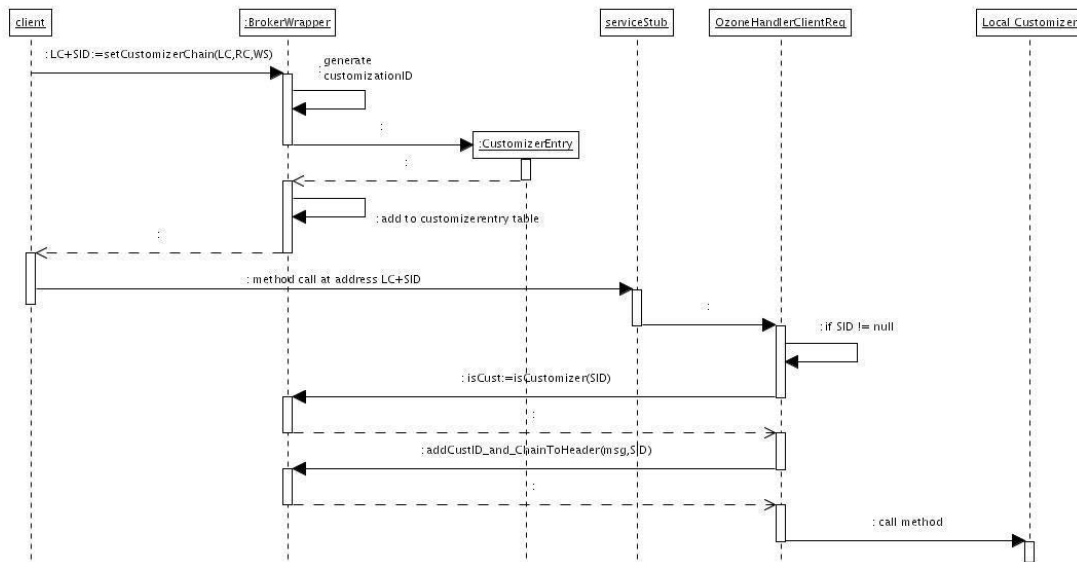 client
:BrokerWrapper
serviceStub
OzoneHandlerClientReq
Local Customizer
: LC+SID:=setCustomizerChain(LC,RC,WS)
: generate
customizationID
:
:CustomizerEntry
:
: add to customizerentry table
:
: method call at address LC+SID
:
: if SID != null
: isCust:=isCustomizer(SID)
:
: addCustID_and_ChainToHeader(msg,SID)
:
: call method